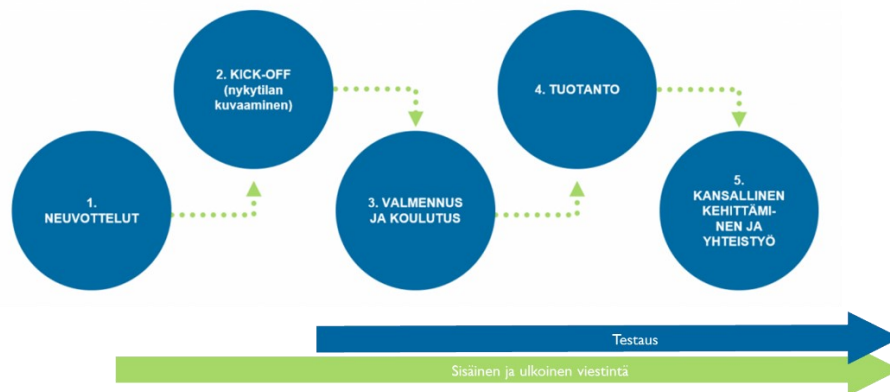 1.
NEUVOTTELUT
2. KICK-OFF
(nykytilan
kuvaaminen)
3. VALMENNUS
JA KOULUTUS
4. TUOTANTO
5.
KANSALLINEN
KEHITTÄMI-
NEN JA
YHTEISTYÖ
Testaus
Sisäinen ja ulkoinen viestintä